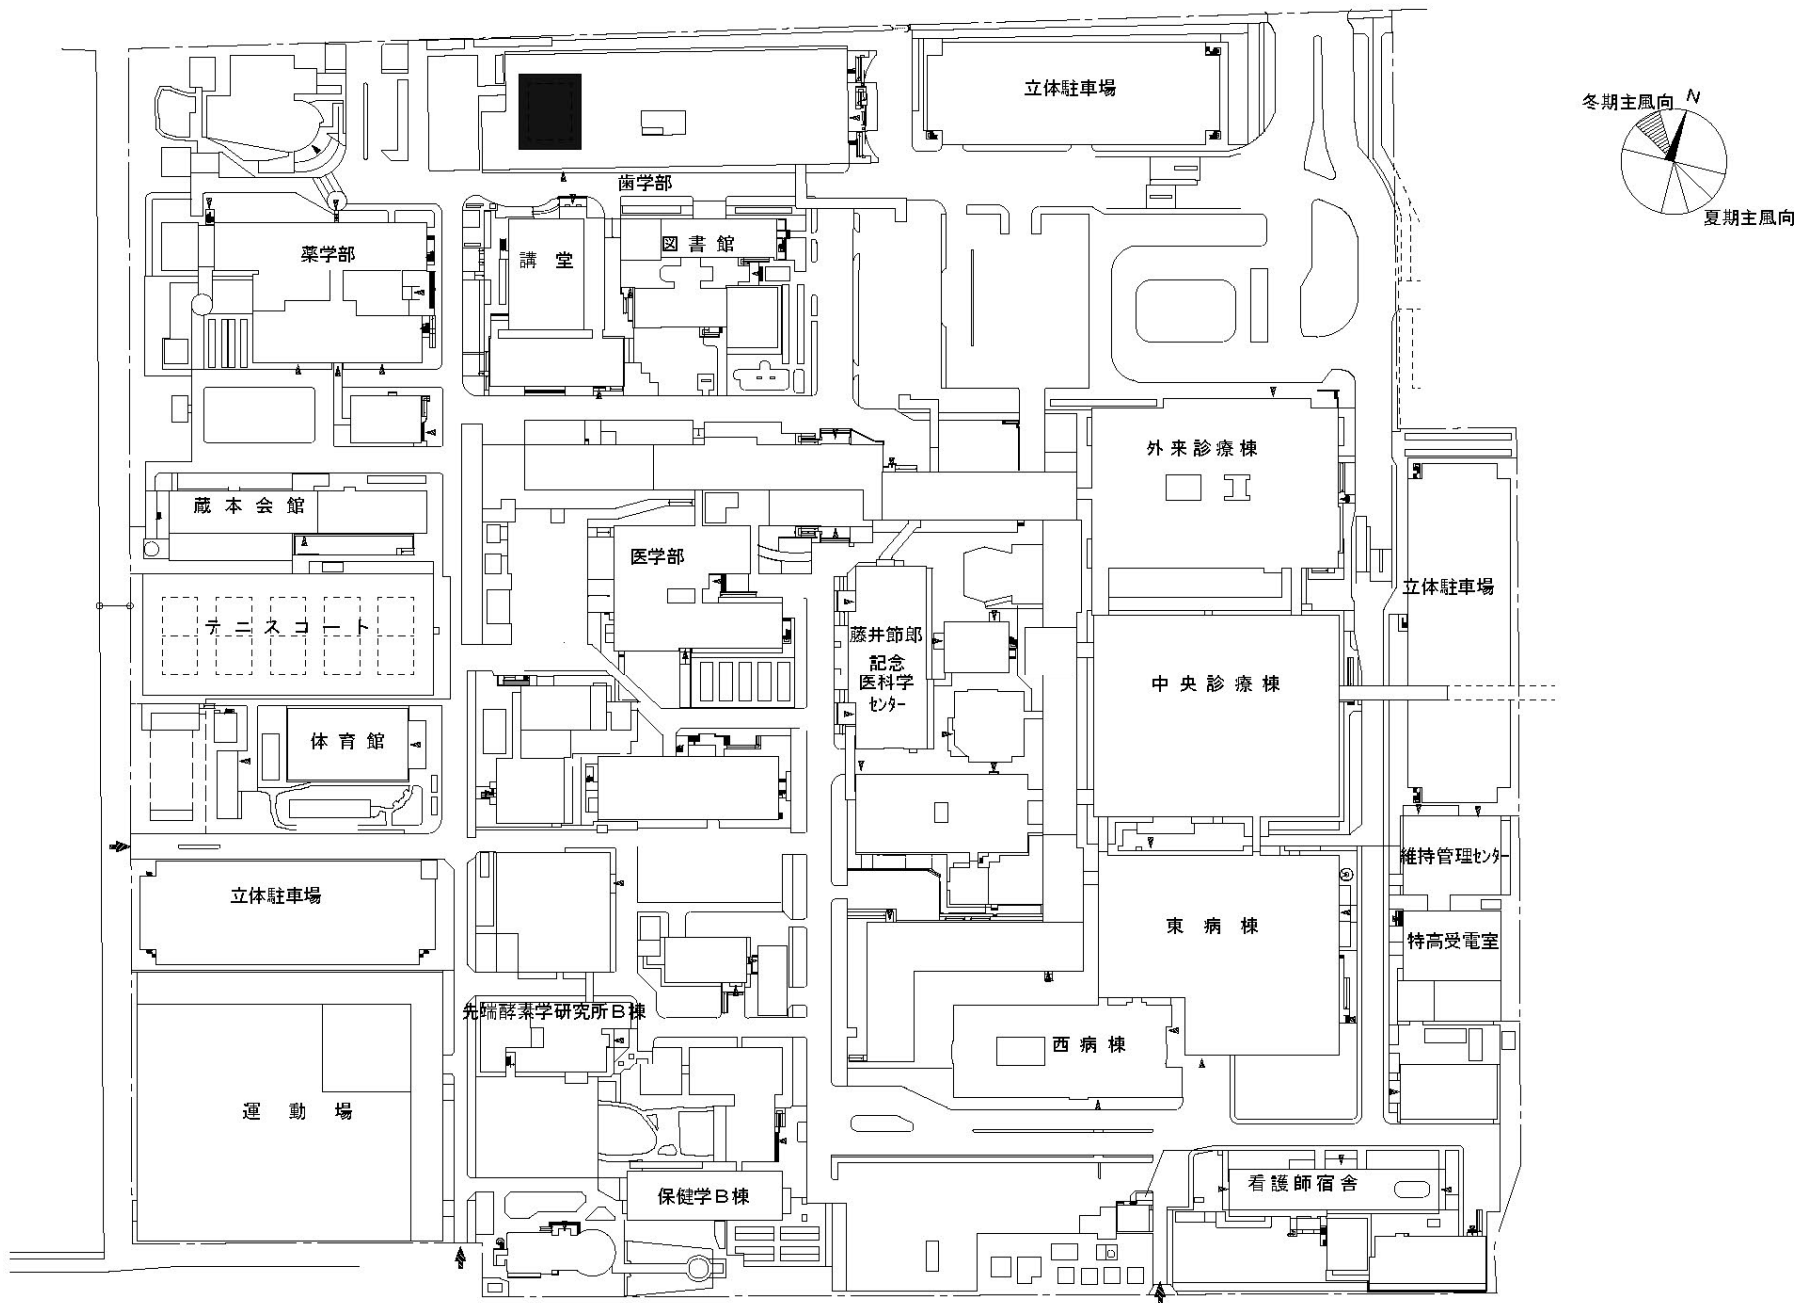 立体駐車場
冬期主風向
N
夏期主風向
歯学部
図書館
薬学部
講堂
外来診療棟
蔵本会館
医学部
立体駐車場
テニスコート
藤井節郎
記念
医科学
センター
中央診療棟
体育館
維持管理センター
立体駐車場
東病棟
特高受電室
先端酵素学研究所B棟
西病棟
運動場
看護師宿舎
保健学B棟